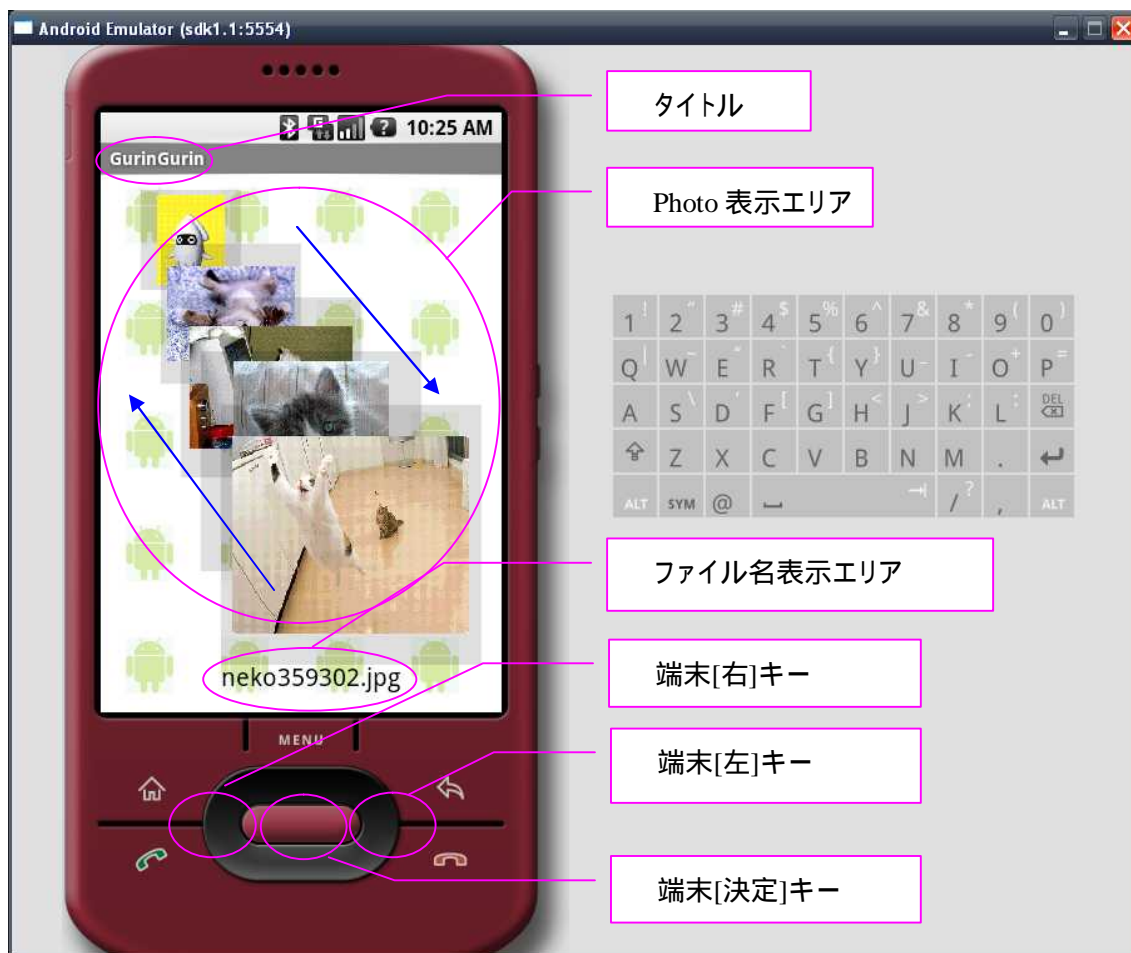 Android Emulator (sdk1.1:5554)
10:25 AM
GurinGurin
neko359302.jpg
MENU
タイトル
Photo 表示エリア
1 ! 2 " 3 # 4 $ 5 % 6 ^ 7 & 8 * 9 ( 0 )
Q | W ~ E " R ` T { Y } U _ I - O + P =
A S \ D ' F [ G ] H < J > K ; L : DEL
Z X C V B N M .
ALT SYM @ / ? , ALT
ファイル名表示エリア
端末[右]キー
端末[左]キー
端末[決定]キー